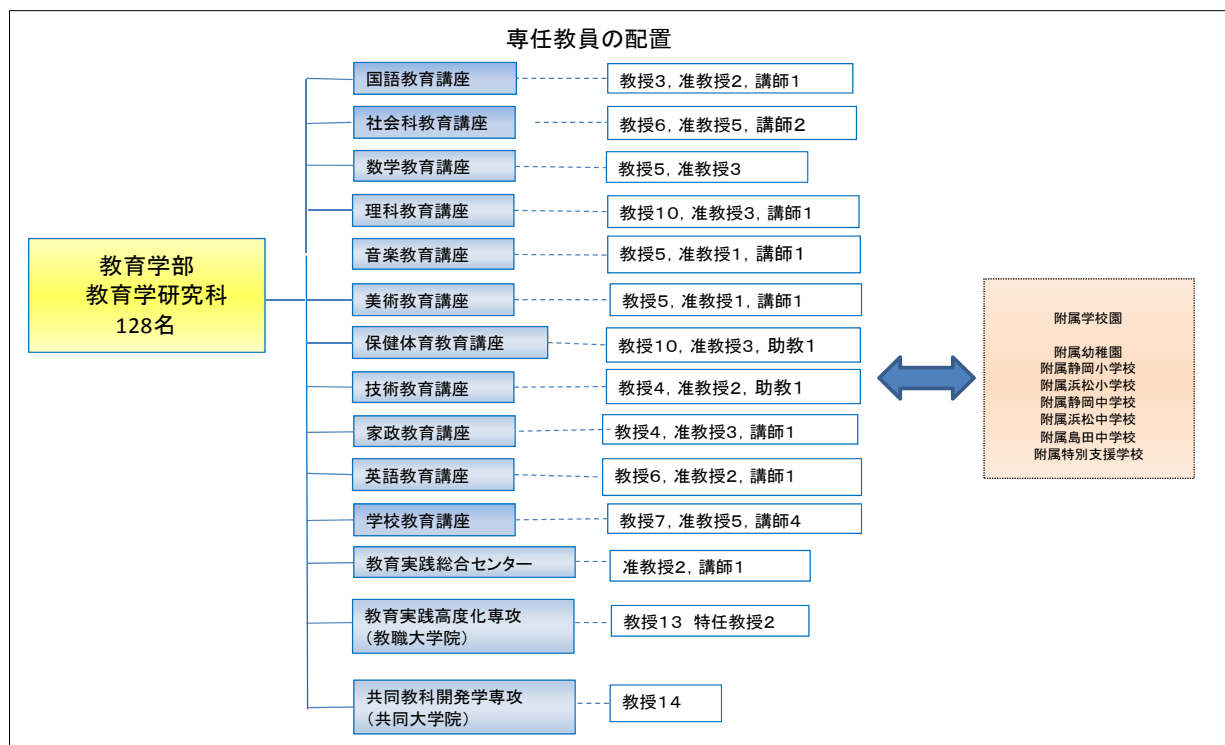 専任教員の配置
国語教育講座
教授3，准教授2，講師1
社会科教育講座
教授6，准教授5，講師2
数学教育講座
教授5，准教授3
理科教育講座
教授10，准教授3，講師1
音楽教育講座
教授5，准教授1，講師1
教育学部
教育学研究科
128名
美術教育講座
教授5，准教授1，講師1
保健体育教育講座
教授10，准教授3，助教1
技術教育講座
教授4，准教授2，助教1
家政教育講座
教授4，准教授3，講師1
英語教育講座
教授6，准教授2，講師1
学校教育講座
教授7，准教授5，講師4
教育実践総合センター
准教授2，講師1
教育実践高度化専攻
（教職大学院）
教授13　特任教授2
共同教科開発学専攻
（共同大学院）
教授14
附属学校園
附属幼稚園
附属静岡小学校
附属浜松小学校
附属静岡中学校
附属浜松中学校
附属島田中学校
附属特別支援学校